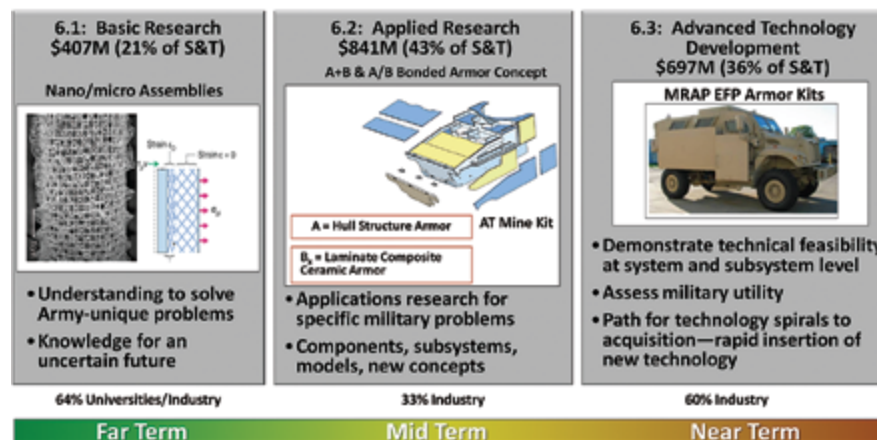 6.1: Basic Research
$407M (21% of S&T)
Nano/micro Assemblies
•Understanding to solve
Army-unique problems
•Knowledge for an
uncertain future
64% Universities/Industry
6.2: Applied Research
$841M (43% of S&T)
A+B & A/B Bonded Armor Concept
AT Mine Kit
A = Hull Structure Armor
= Laminate Composite
Ceramic Armor
•Applications research for
specific military problems
•Components, subsystems,
models, new concepts
33% Industry
6.3: Advanced Technology
Development
$697M (36% of S&T)
MRAP EFP Armor Kits
•Demonstrate technical feasibility
at system and subsystem level
•Assess military utility
•Path for technology spirals to
acquisition—rapid insertion of
new technology
60% Industry
Far Term
Mid Term
Near Term